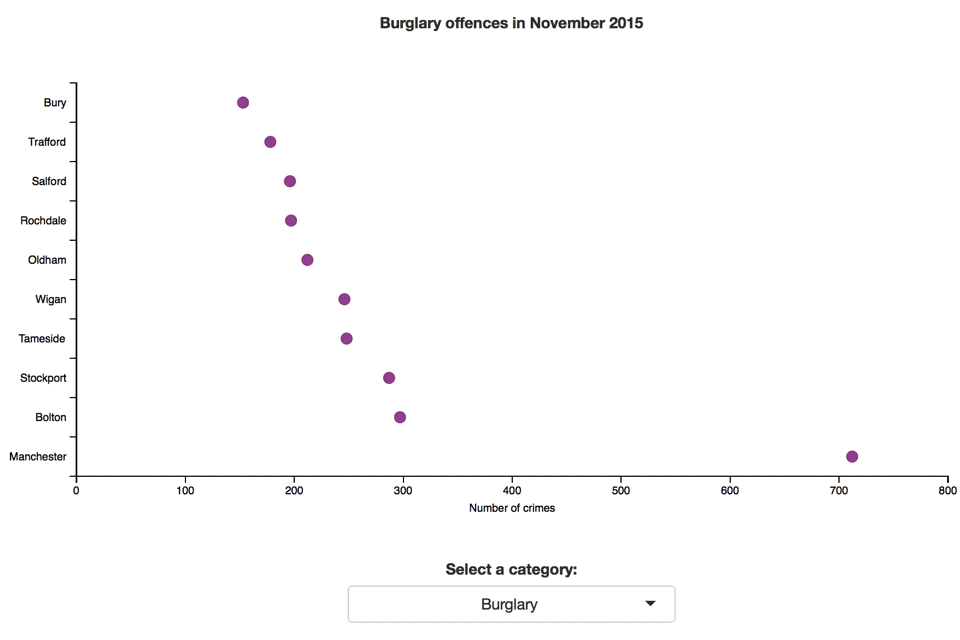 Burglary offences in November 2015
Bury
Trafford
Salford
Rochdale
Oldham
Wigan
Tameside
Stockport
Bolton
Manchester
0 100 200 300 400 500 600 700 800
Number of crimes
Select a category:
Burglary